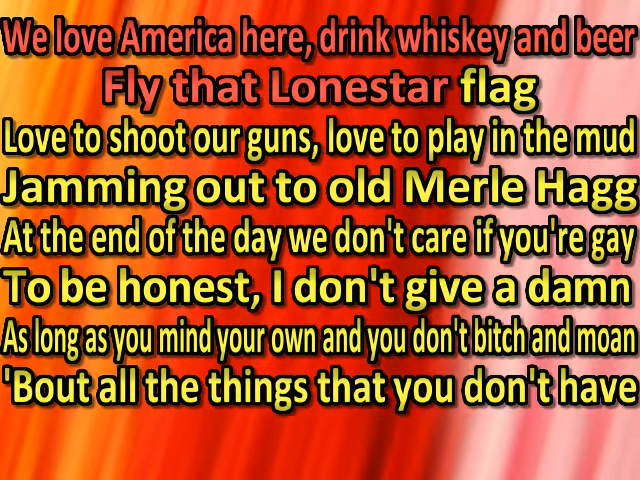 We love America here, drink whiskey and beer
Fly that Lonestar flag
Love to shoot our guns, love to play in the mud
Jamming out to old Merle Hagg
At the end of the day we don't care if you're gay
To be honest, I don't give a damn
As long as you mind your own and you don't bitch and moan
'Bout all the things that you don't have